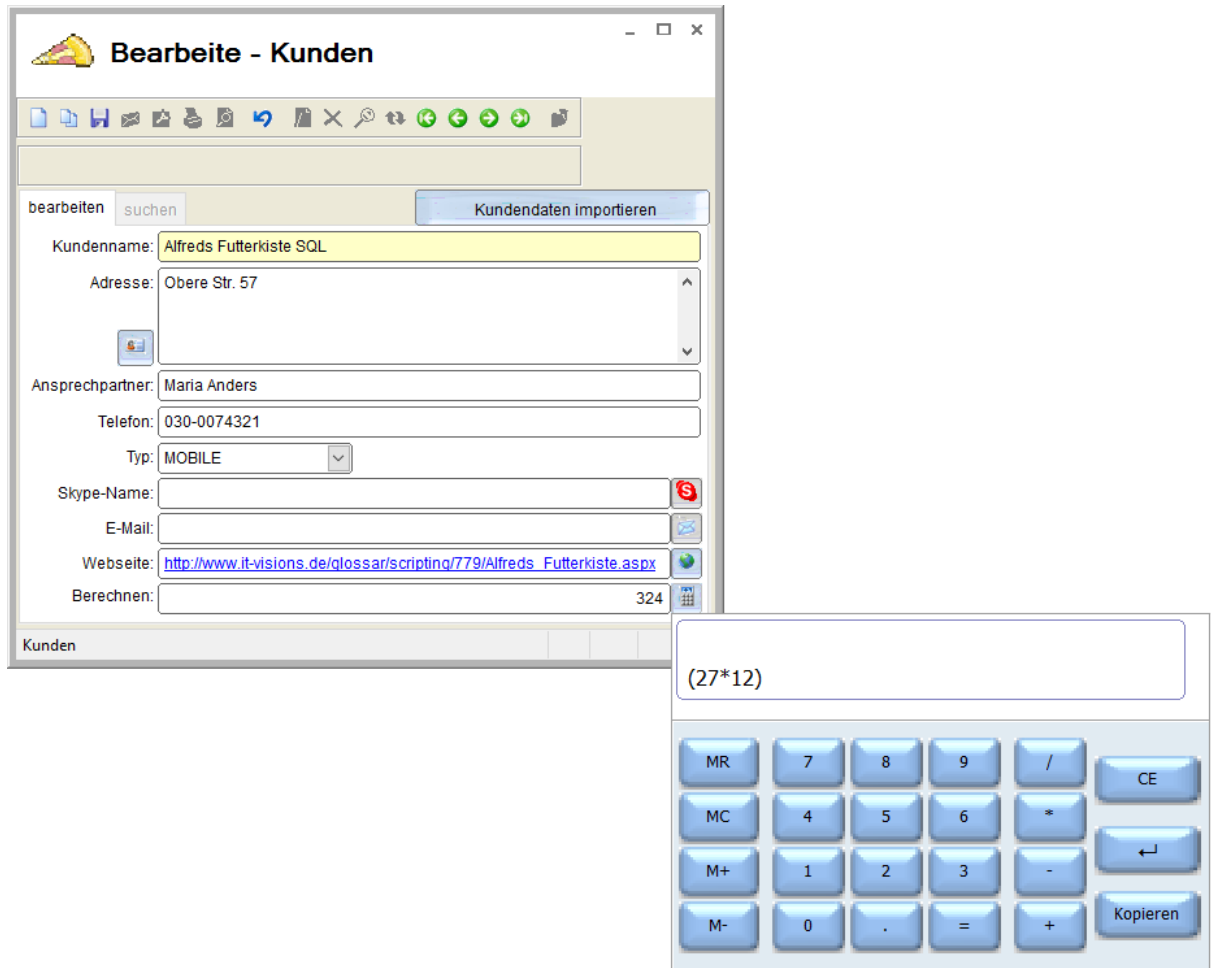 Bearbeite - Kunden
bearbeiten suchen Kundendaten importieren
Kundenname: Alfreds Futterkiste SQL
Adresse: Obere Str. 57
Ansprechpartner: Maria Anders
Telefon: 030-0074321
Typ: MOBILE
Skype-Name:
E-Mail:
Webseite: http://www.it-visions.de/glossar/scripting/779/Alfreds_Futterkiste.aspx
Berechnen: 324
Kunden
(27*12)
MR 7 8 9 / CE
MC 4 5 6 *
M+ 1 2 3 -
M- 0 . = + Kopieren